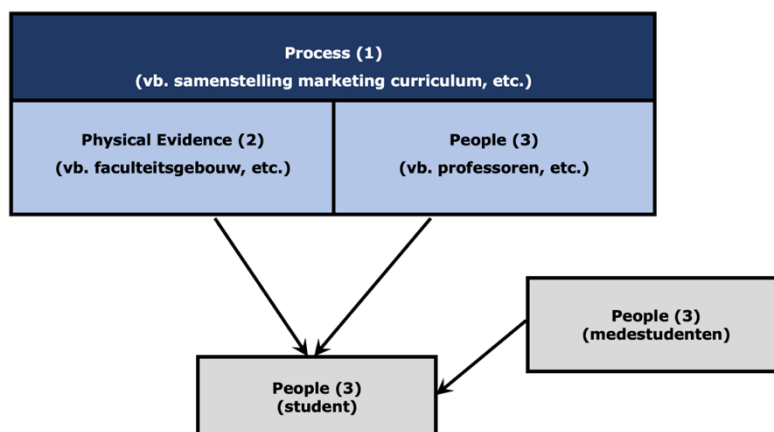 Process (1)
(vb. samenstelling marketing curriculum, etc.)
Physical Evidence (2)
(vb. faculteitsgebouw, etc.)
People (3)
(vb. professoren, etc.)
People (3)
(medestudenten)
People (3)
(student)